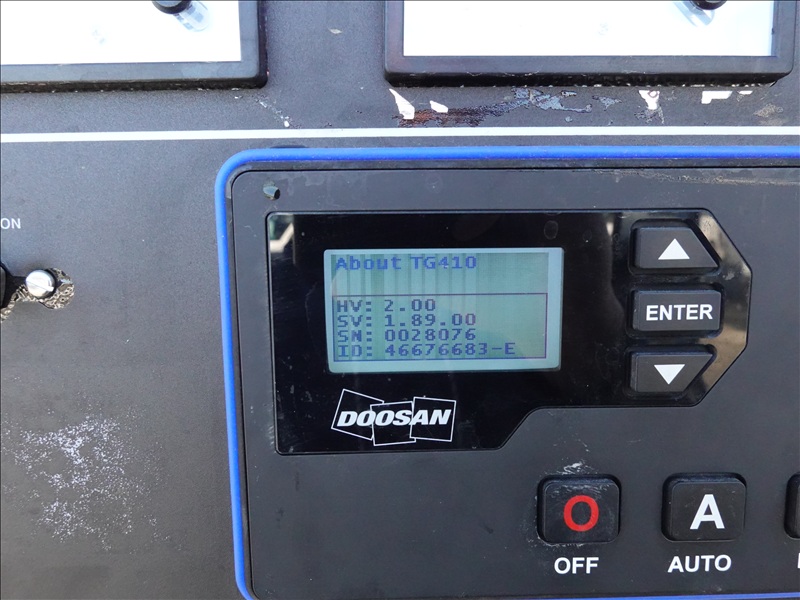 ON
About TG410
HV: 2.00
SV: 1.89.00
SN: 0028076
ID: 46676683-E
ENTER
DOOSAN
O
A
OFF
AUTO